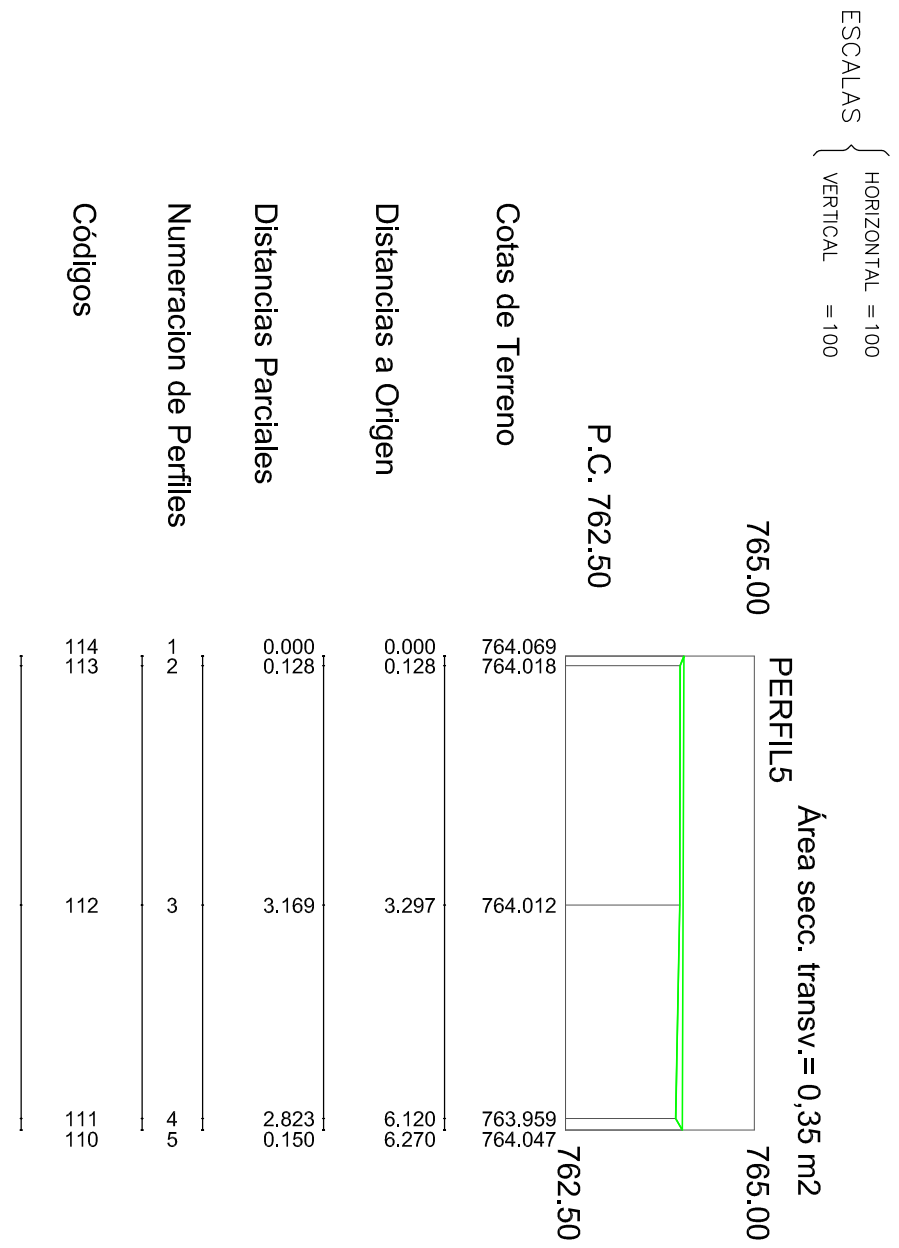 ESCALAS
HORIZONTAL = 100
VERTICAL = 100
PERFIL5
Área secc. transv.= 0,35 m2
765.00
765.00
P.C. 762.50
762.50
Cotas de Terreno 764.069 764.018 764.012 763.959 764.047
Distancias a Origen 0.000 0.128 3.297 6.120 6.270
Distancias Parciales 0.000 0.128 3.169 2.823 0.150
Numeracion de Perfiles 1 2 3 4 5
Códigos 114 113 112 111 110